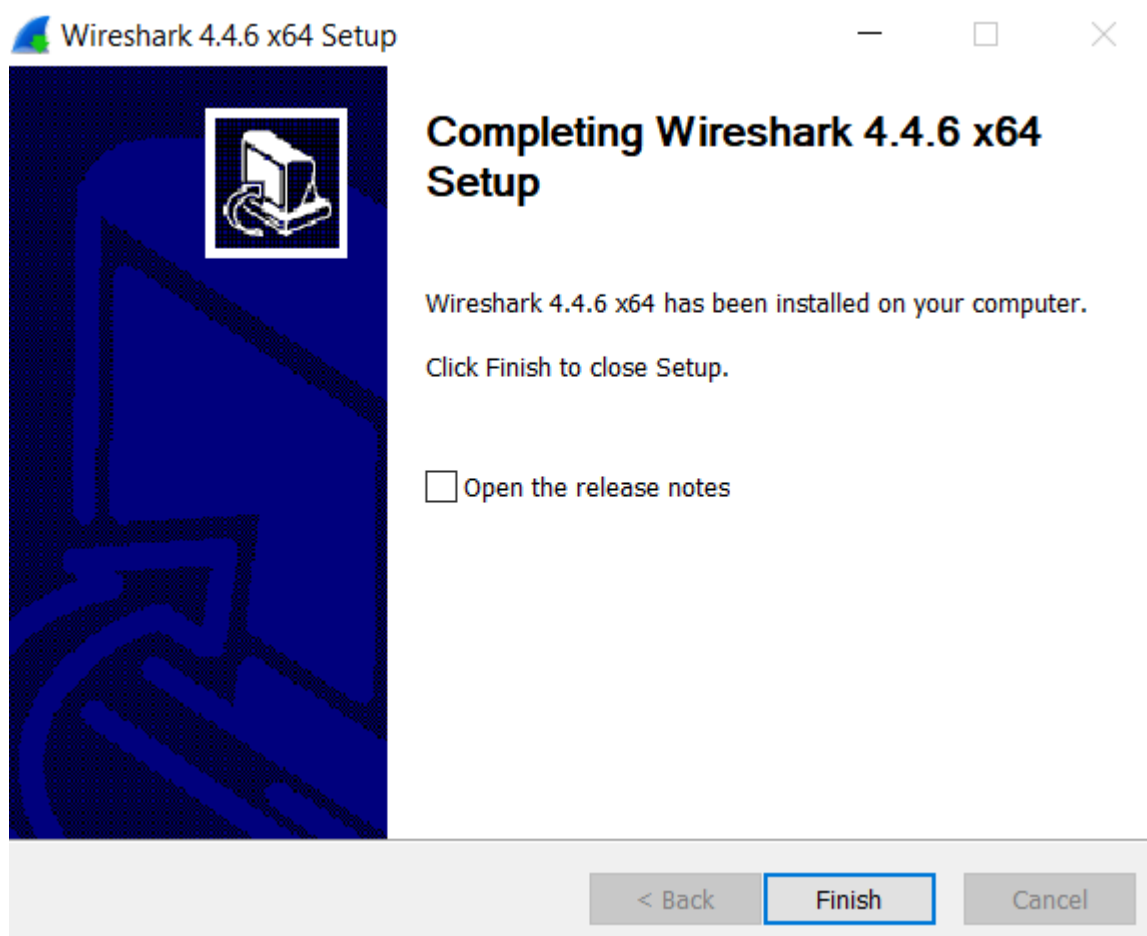 Wireshark 4.4.6 x64 Setup
Completing Wireshark 4.4.6 x64
Setup
Wireshark 4.4.6 x64 has been installed on your computer.
Click Finish to close Setup.
Open the release notes
< Back
Finish
Cancel